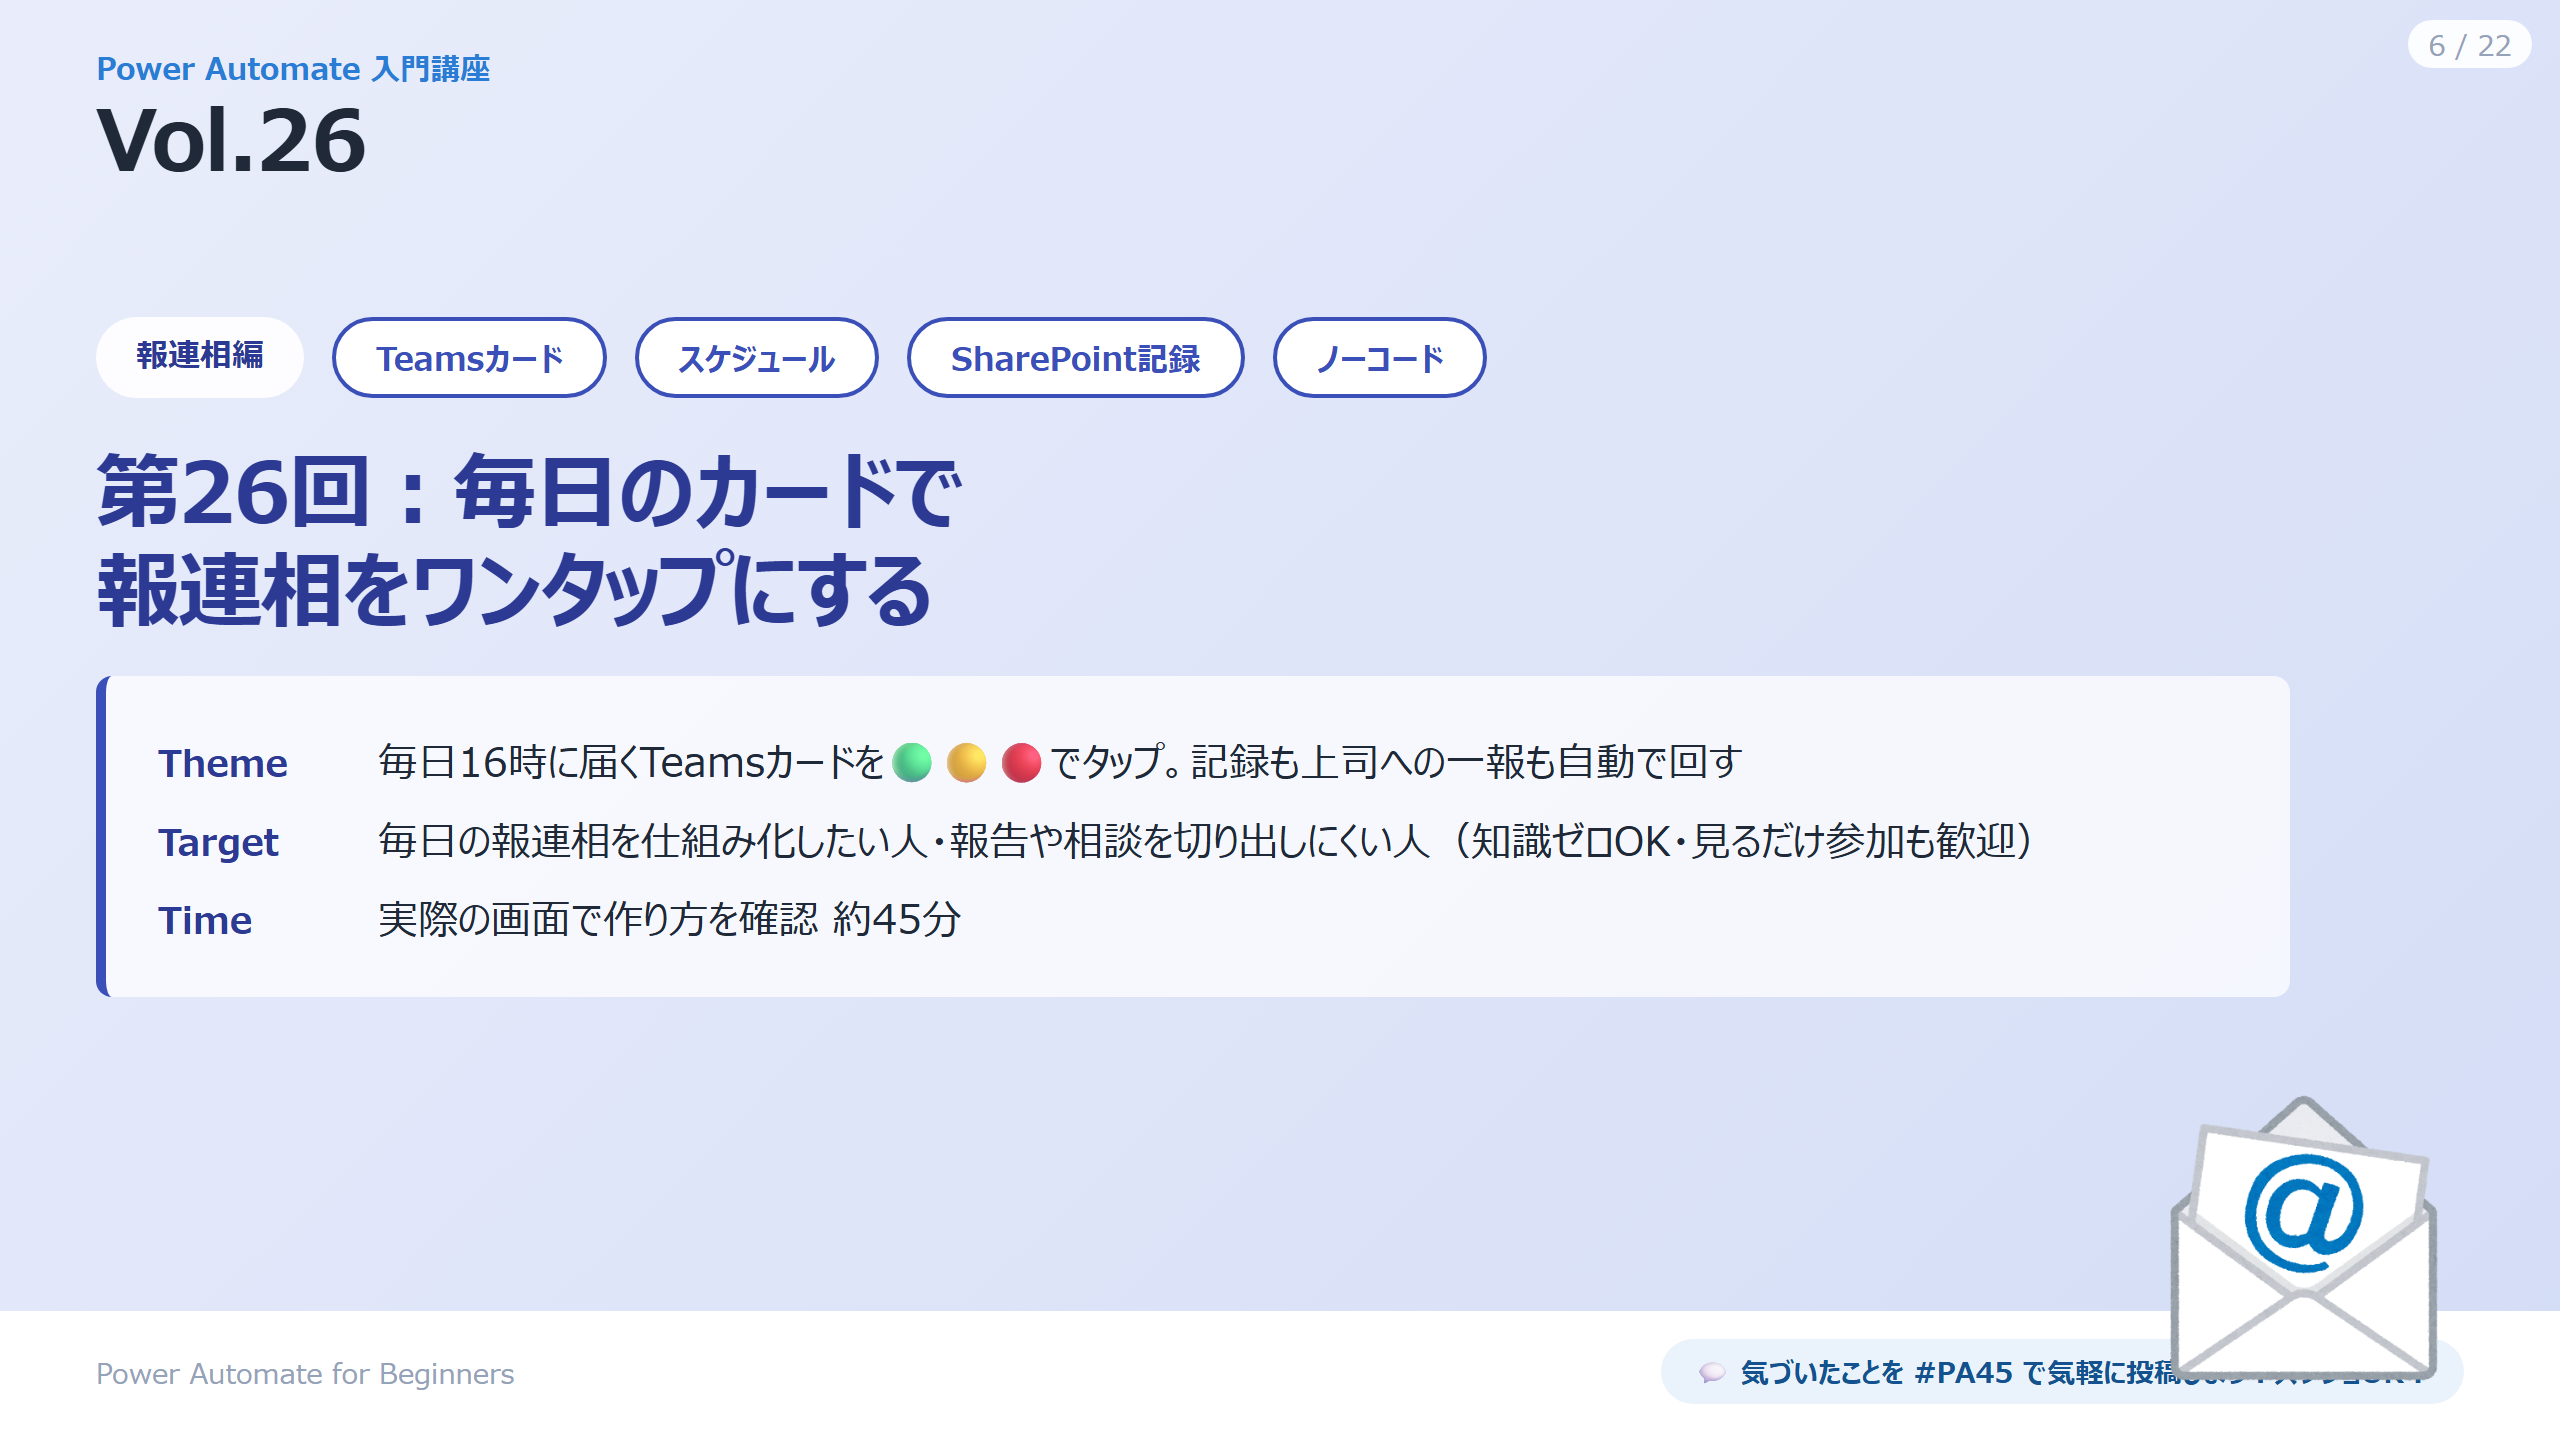 Power Automate 入門講座
6 / 22
Vol.26
報連相編
Teamsカード
スケジュール
SharePoint記録
ノーコード
第26回：毎日のカードで
報連相をワンタップにする
Theme 毎日16時に届くTeamsカードを🟢🟡🔴でタップ。記録も上司への一報も自動で回す
Target 毎日の報連相を仕組み化したい人・報告や相談を切り出しにくい人（知識ゼロOK・見るだけ参加も歓迎）
Time 実際の画面で作り方を確認 約45分
@
Power Automate for Beginners
気づいたことを #PA45 で気軽に投稿